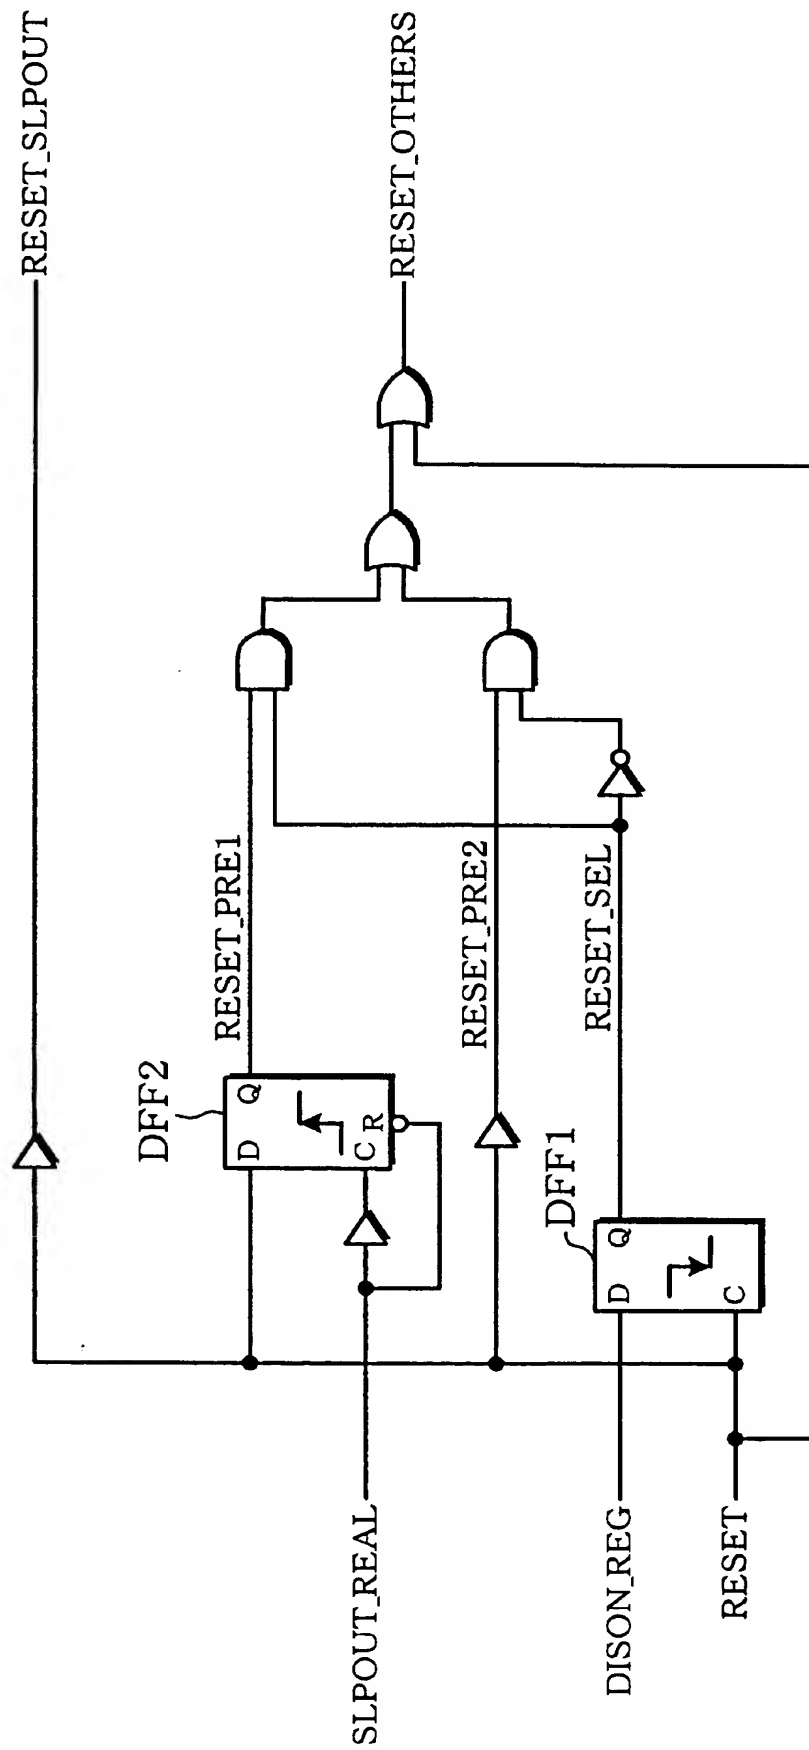 RESET_SLPOUT
RESET_OTHERS
RESET_PRE1
DFF2
D
Q
C
R
SLPOUT_REAL
RESET_PRE2
RESET_SEL
DFF1
D
Q
C
DISON_REG
RESET